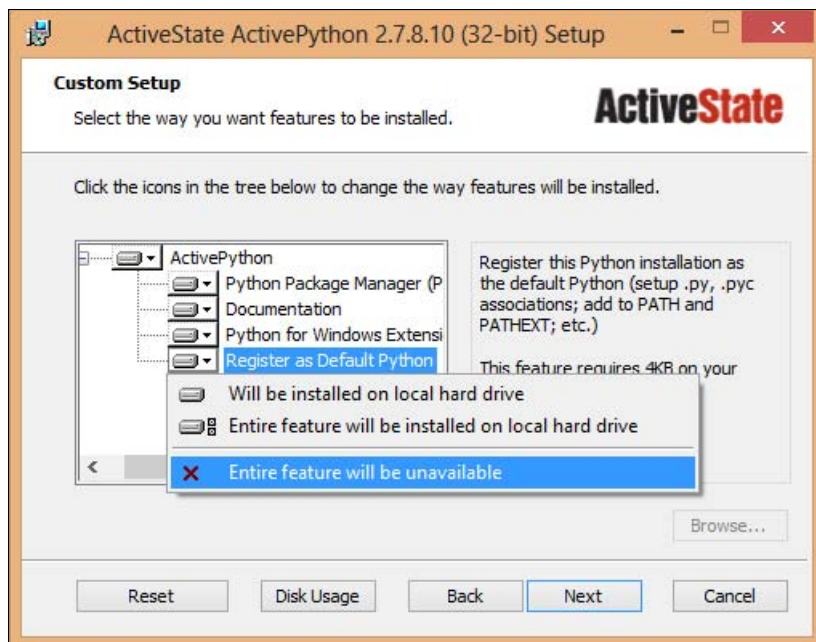 ActiveState ActivePython 2.7.8.10 (32-bit) Setup
Custom Setup
Select the way you want features to be installed.
ActiveState
Click the icons in the tree below to change the way features will be installed.
ActivePython
Python Package Manager (P
Documentation
Python for Windows Extensi
Register as Default Python
Register this Python installation as
the default Python (setup .py, .pyc
associations; add to PATH and
PATHEXT; etc.)
This feature requires 4KB on your
Will be installed on local hard drive
Entire feature will be installed on local hard drive
Entire feature will be unavailable
Browse...
Reset
Disk Usage
Back
Next
Cancel